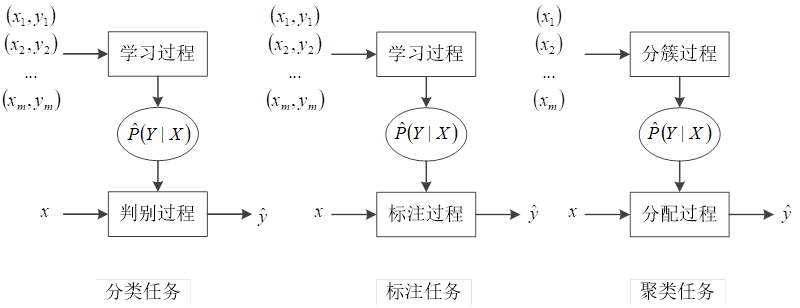 (x₁, y₁)
(x₂, y₂)
...
(xₘ, yₘ)
学习过程
P̂(Y | X)
x
判别过程
ŷ
分类任务
(x₁, y₁)
(x₂, y₂)
...
(xₘ, yₘ)
学习过程
P̂(Y | X)
x
标注过程
ŷ
标注任务
(x₁)
(x₂)
...
(xₘ)
分簇过程
P̂(Y | X)
x
分配过程
ŷ
聚类任务